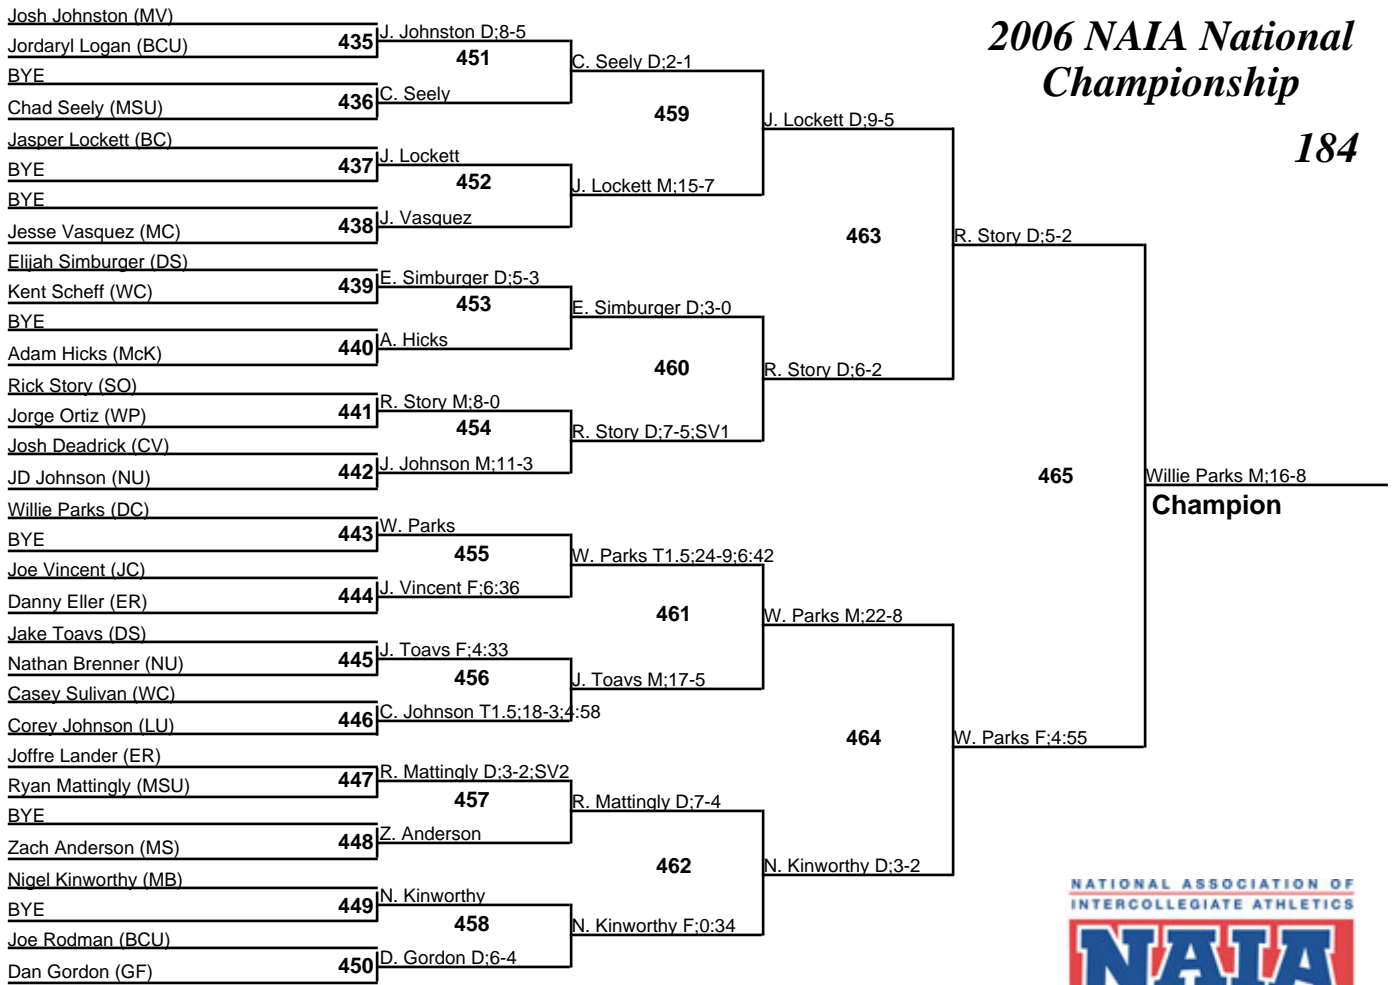 2006 NAIA National
Championship
184
Josh Johnston (MV)
Jordaryl Logan (BCU)
BYE
Chad Seely (MSU)
Jasper Lockett (BC)
BYE
BYE
Jesse Vasquez (MC)
Elijah Simburger (DS)
Kent Scheff (WC)
BYE
Adam Hicks (McK)
Rick Story (SO)
Jorge Ortiz (WP)
Josh Deadrick (CV)
JD Johnson (NU)
Willie Parks (DC)
BYE
Joe Vincent (JC)
Danny Eller (ER)
Jake Toavs (DS)
Nathan Brenner (NU)
Casey Sulivan (WC)
Corey Johnson (LU)
Joffre Lander (ER)
Ryan Mattingly (MSU)
BYE
Zach Anderson (MS)
Nigel Kinworthy (MB)
BYE
Joe Rodman (BCU)
Dan Gordon (GF)
435
436
437
438
439
440
441
442
443
444
445
446
447
448
449
450
J. Johnston D;8-5
C. Seely
J. Lockett
J. Vasquez
E. Simburger D;5-3
A. Hicks
R. Story M;8-0
J. Johnson M;11-3
W. Parks
J. Vincent F;6:36
J. Toavs F;4:33
C. Johnson T1.5;18-3;4:58
R. Mattingly D;3-2;SV2
Z. Anderson
N. Kinworthy
D. Gordon D;6-4
451
452
453
454
455
456
457
458
C. Seely D;2-1
J. Lockett M;15-7
E. Simburger D;3-0
R. Story D;7-5;SV1
W. Parks T1.5;24-9;6:42
J. Toavs M;17-5
R. Mattingly D;7-4
N. Kinworthy F;0:34
459
460
461
462
J. Lockett D;9-5
R. Story D;6-2
W. Parks M;22-8
N. Kinworthy D;3-2
463
464
R. Story D;5-2
W. Parks F;4:55
465
Willie Parks M;16-8
Champion
NATIONAL ASSOCIATION OF
INTERCOLLEGIATE ATHLETICS
NAIA